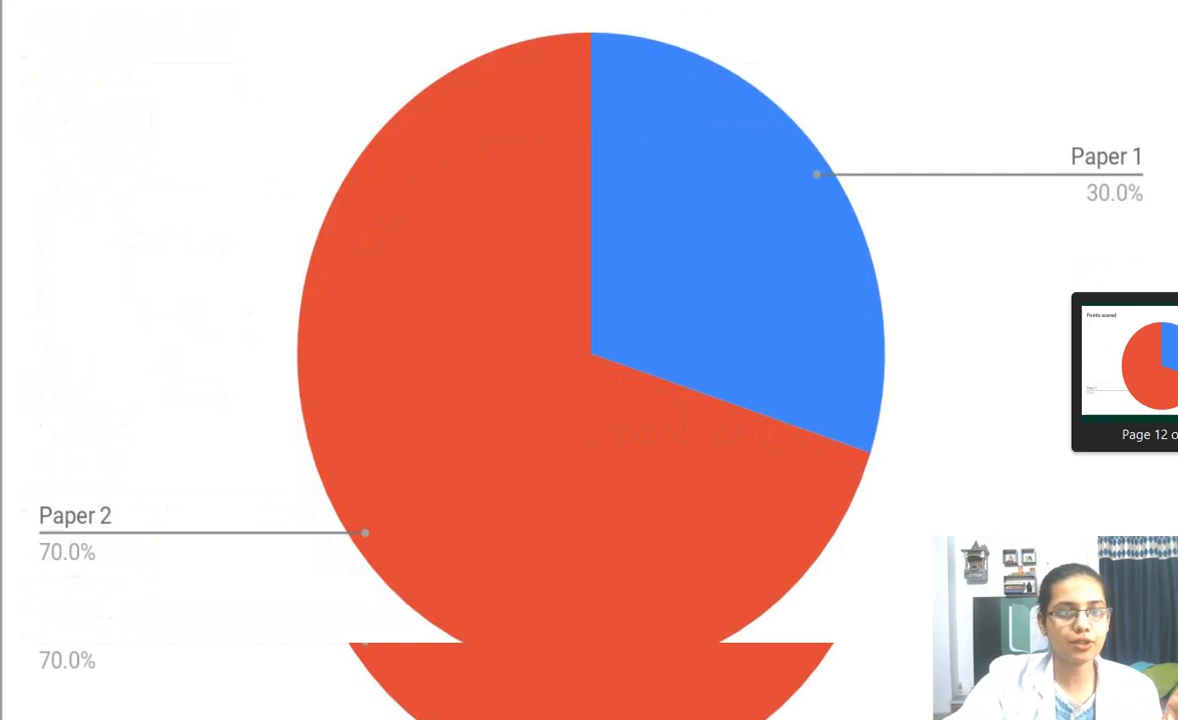 Paper 1
30.0%
Points scored
Page 12 o
Paper 2
70.0%
70.0%